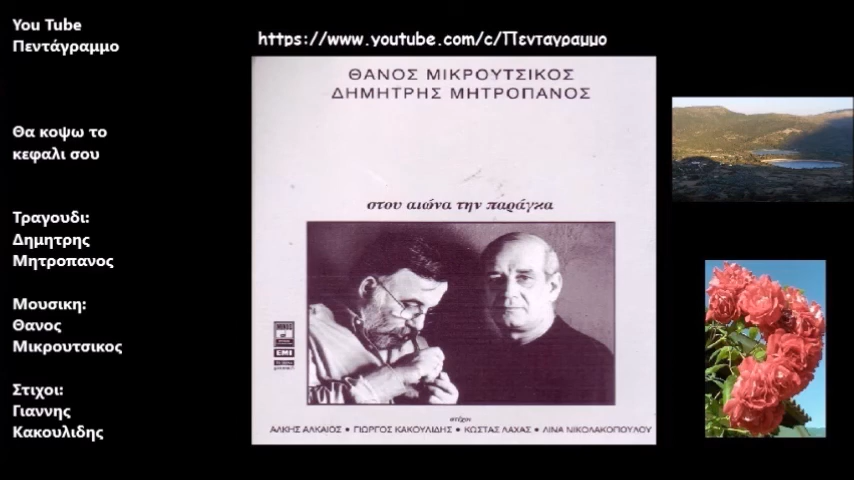 You Tube
Πεντάγραμμο
https://www.youtube.com/c/Πενταγραμμο
Θα κοψω το
κεφαλι σου
Τραγουδι:
Δημητρης
Μητροπανος
Μουσικη:
Θανος
Μικρουτσικος
Στιχοι:
Γιαννης
Κακουλιδης
ΘΑΝΟΣ ΜΙΚΡΟΥΤΣΙΚΟΣ
ΔΗΜΗΤΡΗΣ ΜΗΤΡΟΠΑΝΟΣ
στου αιώνα την παράγκα
EMI
στίχοι
ΑΛΚΗΣ ΑΛΚΑΙΟΣ • ΓΙΩΡΓΟΣ ΚΑΚΟΥΛΙΔΗΣ • ΚΩΣΤΑΣ ΛΑΧΑΣ • ΛΙΝΑ ΝΙΚΟΛΑΚΟΠΟΥΛΟΥ